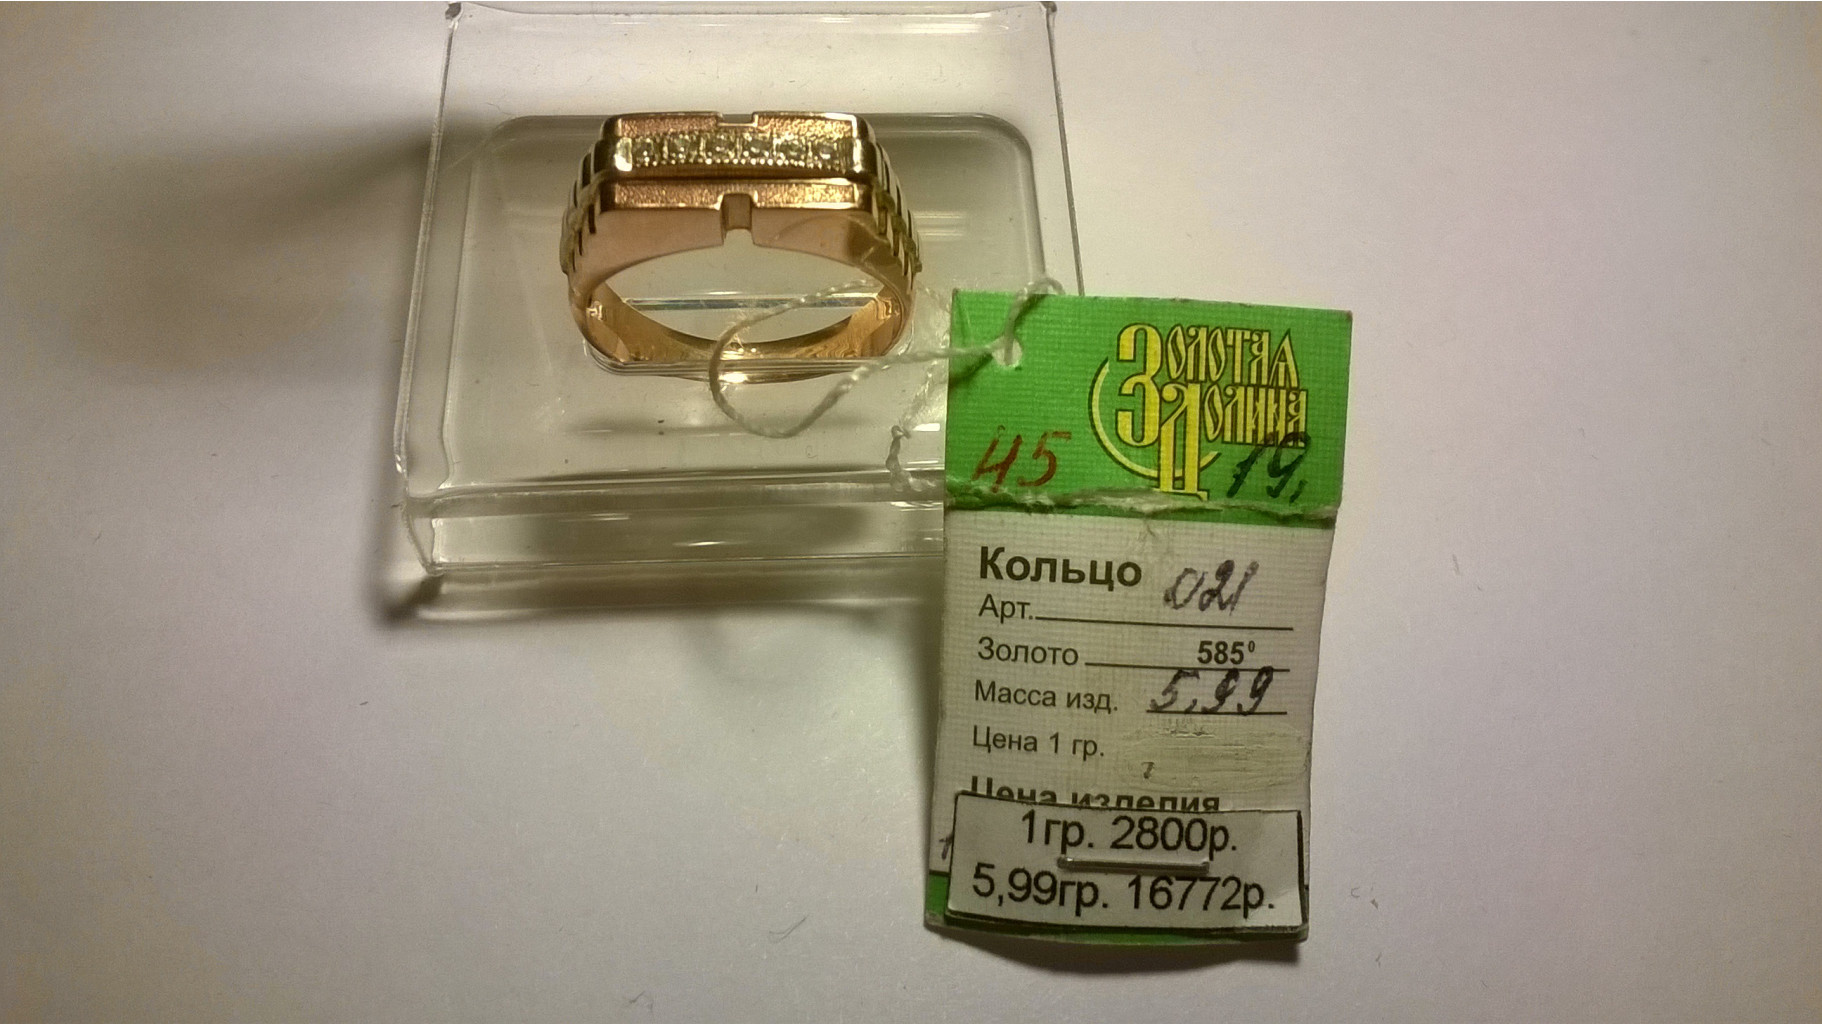 Золотая
Долина
45
19,
Кольцо
021
Арт.
Золото 585°
Масса изд. 5,99
Цена 1 гр.
Цена изделия
1гр. 2800р.
5,99гр. 16772р.